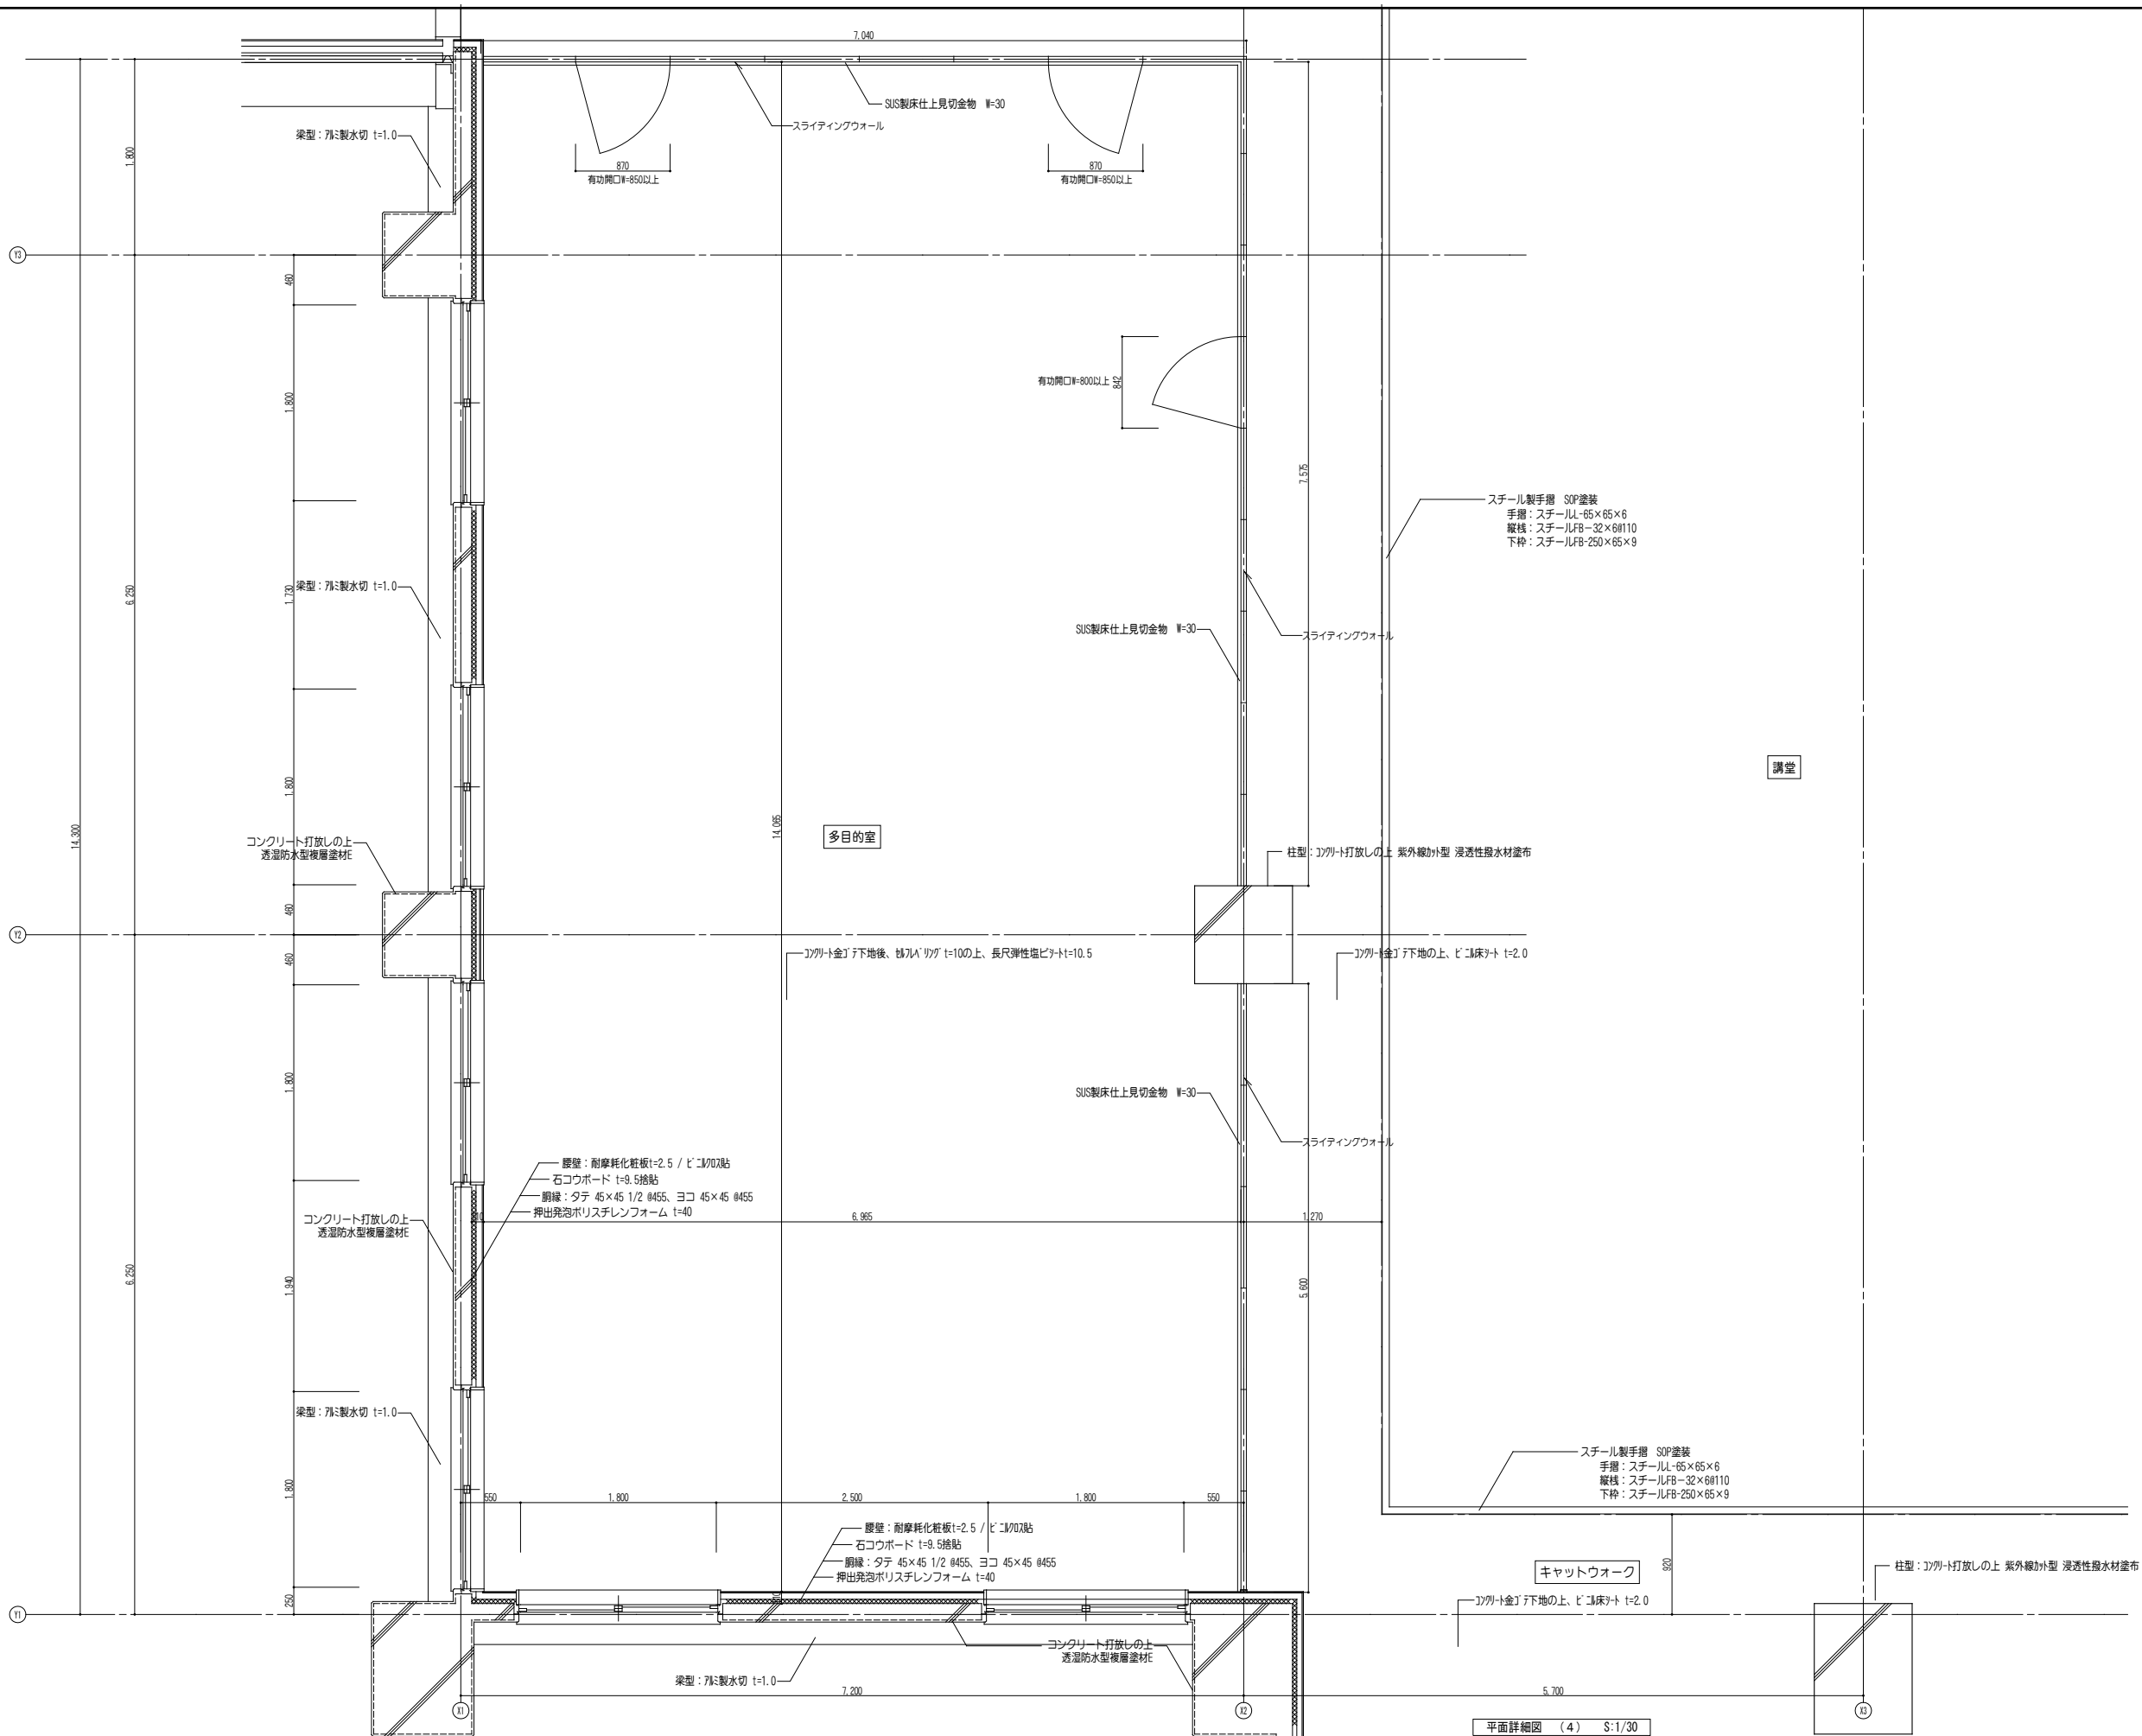 7,040
SUS製床仕上見切金物　W=30
スライディングウォール
梁型：アルミ製水切 t=1.0
1,800
870
有功開口W=850以上
870
有功開口W=850以上
Y3
460
1,800
有功開口W=800以上
842
7,575
スチール製手摺　SOP塗装
手摺：スチールL-65×65×6
縦桟：スチールFB－32×6@110
下枠：スチールFB-250×65×9
6,250
1,730
梁型：アルミ製水切 t=1.0
SUS製床仕上見切金物　W=30
スライディングウォール
講堂
1,800
14,300
14,065
多目的室
コンクリート打放しの上
透湿防水型複層塗材E
柱型：コンクリート打放しの上 紫外線カット型 浸透性撥水材塗布
460
Y2
460
コンクリート金ゴテ下地後、セルフレベリング t=10の上、長尺弾性塩ビシートt=10.5
コンクリート金ゴテ下地の上、ビニル床シート t=2.0
1,800
SUS製床仕上見切金物　W=30
スライディングウォール
腰壁：耐摩耗化粧板t=2.5 / ビニルクロス貼
石コウボード t=9.5捨貼
胴縁：タテ 45×45 1/2 @455、ヨコ 45×45 @455
押出発泡ポリスチレンフォーム t=40
コンクリート打放しの上
透湿防水型複層塗材E
6,965
1,270
6,250
1,940
5,600
梁型：アルミ製水切 t=1.0
スチール製手摺　SOP塗装
手摺：スチールL-65×65×6
縦桟：スチールFB－32×6@110
下枠：スチールFB-250×65×9
1,800
550
1,800
2,500
1,800
550
腰壁：耐摩耗化粧板t=2.5 / ビニルクロス貼
石コウボード t=9.5捨貼
胴縁：タテ 45×45 1/2 @455、ヨコ 45×45 @455
押出発泡ポリスチレンフォーム t=40
キャットウォーク
920
柱型：コンクリート打放しの上 紫外線カット型 浸透性撥水材塗布
250
コンクリート金ゴテ下地の上、ビニル床シート t=2.0
Y1
コンクリート打放しの上
透湿防水型複層塗材E
梁型：アルミ製水切 t=1.0
7,200
5,700
X1
X2
X3
平面詳細図　（4）　S:1/30